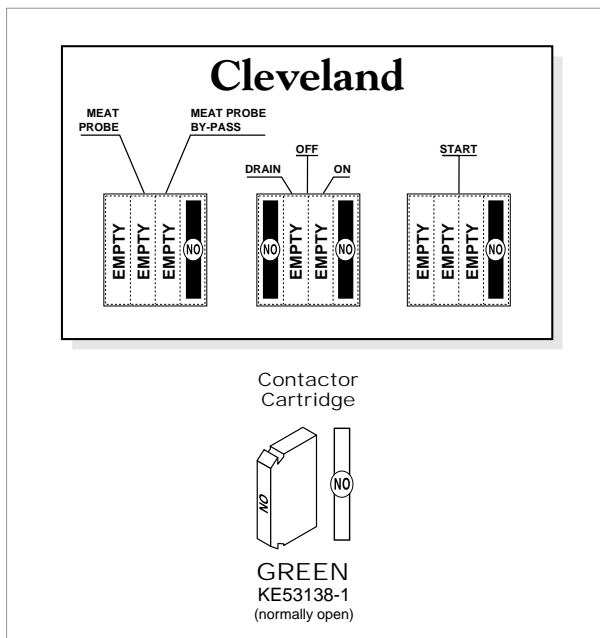 Cleveland
MEAT
PROBE
MEAT PROBE
BY-PASS
OFF
DRAIN
ON
START
EMPTY
EMPTY
EMPTY
NO
NO
EMPTY
EMPTY
NO
EMPTY
EMPTY
EMPTY
NO
Contactor
Cartridge
NO
NO
GREEN
KE53138-1
(normally open)